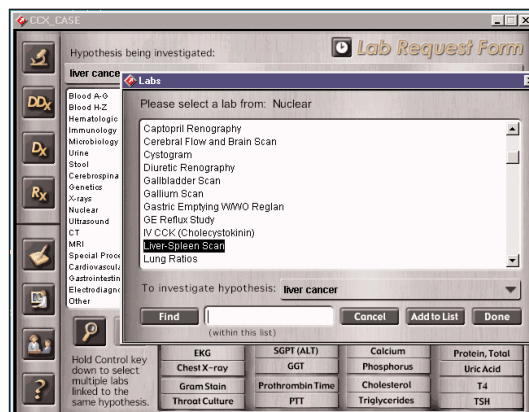 CCX_CASE
Lab Request Form
Hypothesis being investigated:
liver cancer
Blood A-G
Blood H-Z
Hematologic
Immunology
Microbiology
Urine
Stool
Cerebrospina
Genetics
X-rays
Nuclear
Ultrasound
CT
MRI
Special Proce
Cardiovascula
Gastrointestin
Electrodiagno
Other
DDx
Dx
Rx
?
Labs
Please select a lab from: Nuclear
Captopril Renography
Cerebral Flow and Brain Scan
Cystogram
Diuretic Renography
Gallbladder Scan
Gallium Scan
Gastric Emptying W/WO Reglan
GE Reflux Study
IV CCK (Cholecystokinin)
Liver-Spleen Scan
Lung Ratios
To investigate hypothesis: liver cancer
Find Cancel Add to List Done
(within this list)
Hold Control key
down to select
multiple labs
linked to the
same hypothesis.
EKG SGPT (ALT) Calcium Protein, Total
Chest X-ray GGT Phosphorus Uric Acid
Gram Stain Prothrombin Time Cholesterol T4
Throat Culture PTT Triglycerides TSH